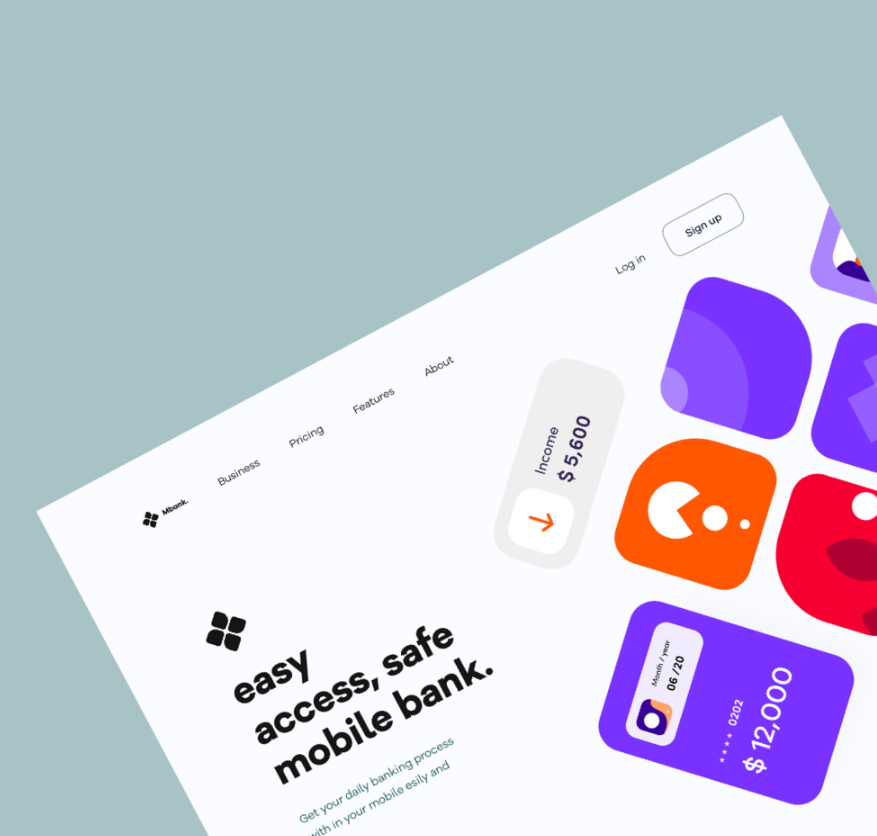 Mbank.
Business
Pricing
Features
About
Log in
Sign up
easy
access, safe
mobile bank.
Get your daily banking process
with in your mobile esily and
Income
$ 5,600
Month / year
06 /20
**** 0202
$ 12,000